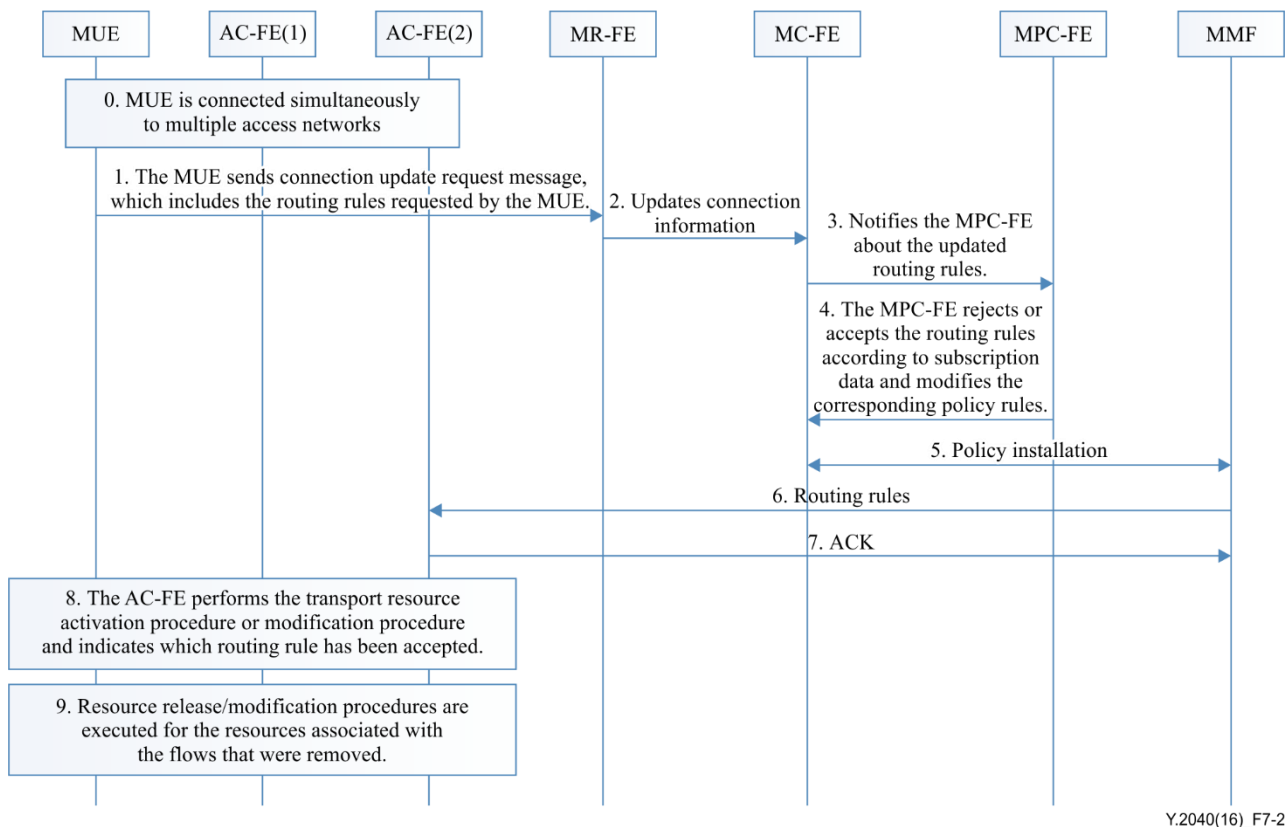 MUE
AC-FE(1)
AC-FE(2)
MR-FE
MC-FE
MPC-FE
MMF
0. MUE is connected simultaneously
to multiple access networks
1. The MUE sends connection update request message,
which includes the routing rules requested by the MUE.
2. Updates connection
information
3. Notifies the MPC-FE
about the updated
routing rules.
4. The MPC-FE rejects or
accepts the routing rules
according to subscription
data and modifies the
corresponding policy rules.
5. Policy installation
6. Routing rules
7. ACK
8. The AC-FE performs the transport resource
activation procedure or modification procedure
and indicates which routing rule has been accepted.
9. Resource release/modification procedures are
executed for the resources associated with
the flows that were removed.
Y.2040(16)_F7-2